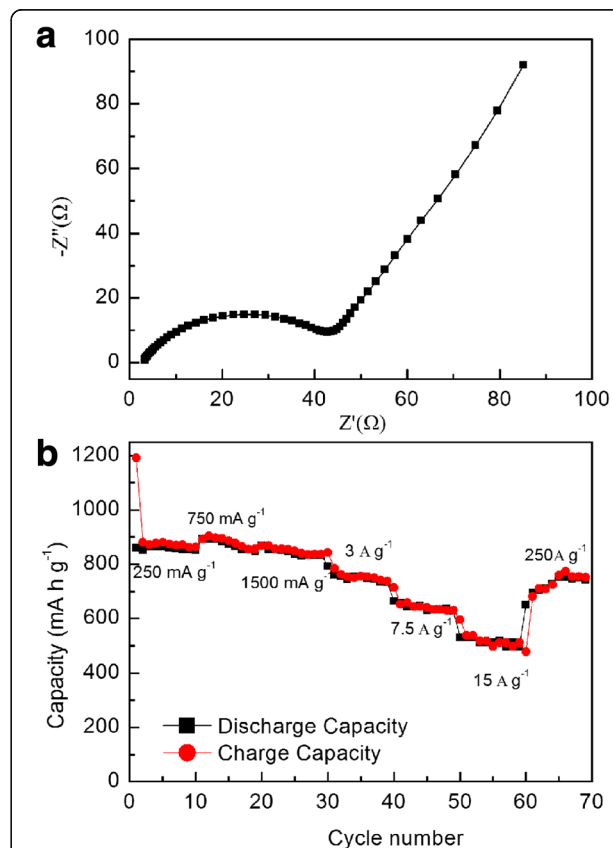 a
100
80
60
40
20
0
-Z''(Ω)
0 20 40 60 80 100
Z'(Ω)
b
1200
1000
800
600
400
200
0
Capacity (mA h g-1)
750 mA g-1
250 mA g-1
1500 mA g-1
3 A g-1
7.5 A g-1
15 A g-1
250A g-1
Discharge Capacity
Charge Capacity
0 10 20 30 40 50 60 70
Cycle number